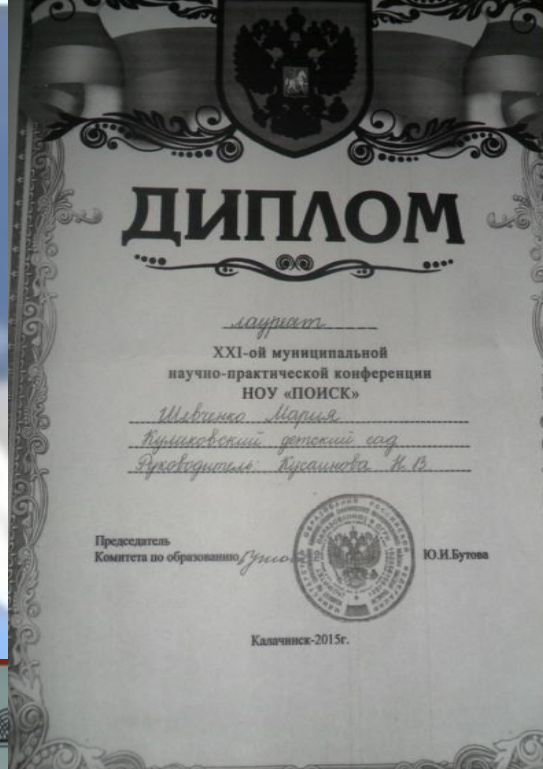 ДИПЛОМ
лауреат
XXI-ой муниципальной
научно-практической конференции
НОУ «ПОИСК»
Шевченко Мария
Куликовский детский сад
Руководитель: Кусаинова Н.В
Председатель
Комитета по образованию Ю.И.Бутова
Калачинск-2015г.